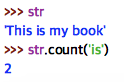 >>> str
'This is my book'
>>> str.count('is')
2